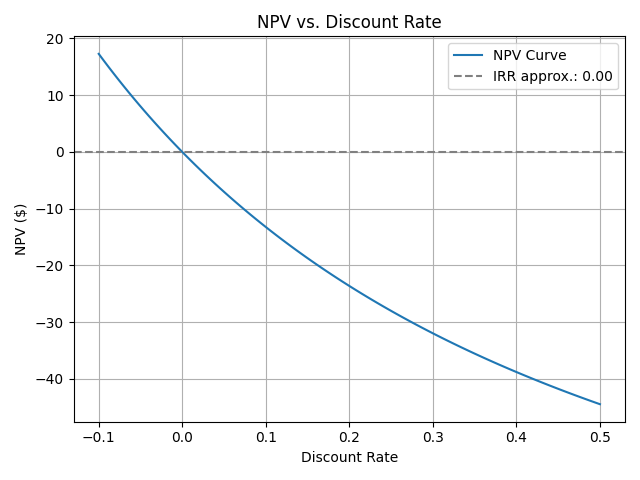 NPV vs. Discount Rate
NPV Curve
IRR approx.: 0.00
20
10
0
−10
−20
−30
−40
NPV ($)
−0.1
0.0
0.1
0.2
0.3
0.4
0.5
Discount Rate